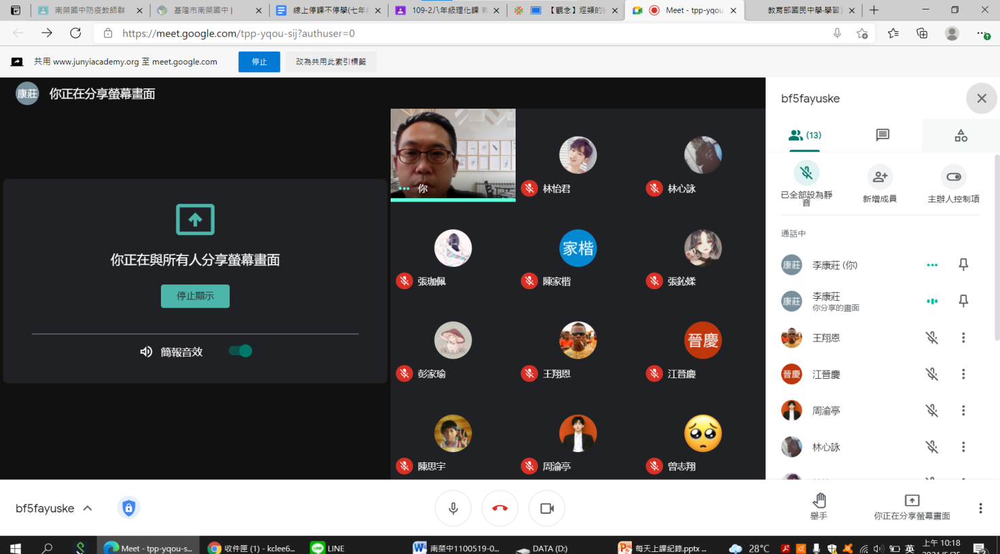 南榮國中防疫教師群
基隆市南榮國中 |
線上停課不停學(七年
109-2八年級理化課
【觀念】烴類的
Meet - tpp-yqou
教育部國民中學-學習
https://meet.google.com/tpp-yqou-sij?authuser=0
共用 www.junyiacademy.org 至 meet.google.com
停止
改為共用此索引標籤
康莊
你正在分享螢幕畫面
你正在與所有人分享螢幕畫面
停止顯示
簡報音效
你
林怡君
林心詠
張珈佩
家楷
陳家楷
張鈊媃
彭家瑜
王翔恩
晉慶
江晉慶
陳思宇
周渝亭
曾志翔
bf5fayuske
(13)
已全部設為靜音
新增成員
主辦人控制項
通話中
康莊
李康莊 (你)
康莊
李康莊
你分享的畫面
王翔恩
晉慶
江晉慶
周渝亭
林心詠
bf5fayuske
舉手
你正在分享螢幕畫面
Meet - tpp-yqou-s...
收件匣 (1) - kclee6...
LINE
南榮中1100519-0...
DATA (D:)
每天上課紀錄.pptx ...
28°C
英
上午 10:18
2021/5/25